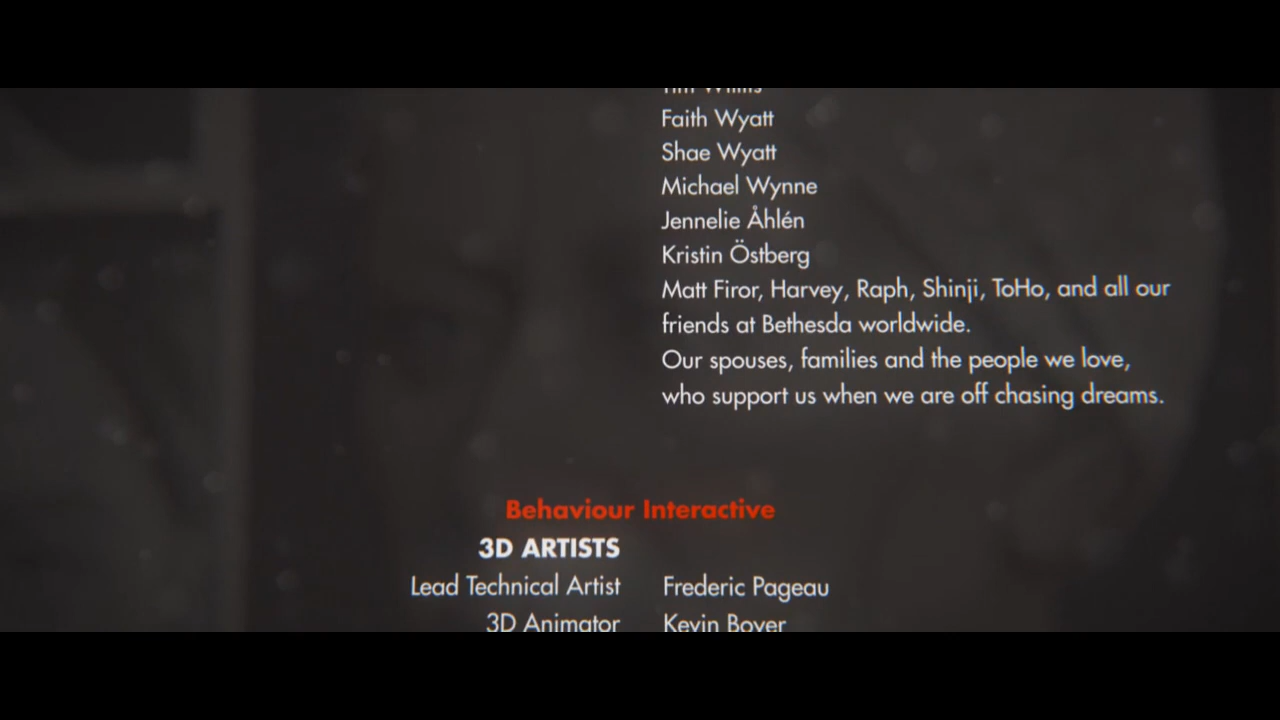 Faith Wyatt
Shae Wyatt
Michael Wynne
Jennelie Åhlén
Kristin Östberg
Matt Firor, Harvey, Raph, Shinji, ToHo, and all our
friends at Bethesda worldwide.
Our spouses, families and the people we love,
who support us when we are off chasing dreams.
Behaviour Interactive
3D ARTISTS
Lead Technical Artist Frederic Pageau
3D Animator Kevin Boyer